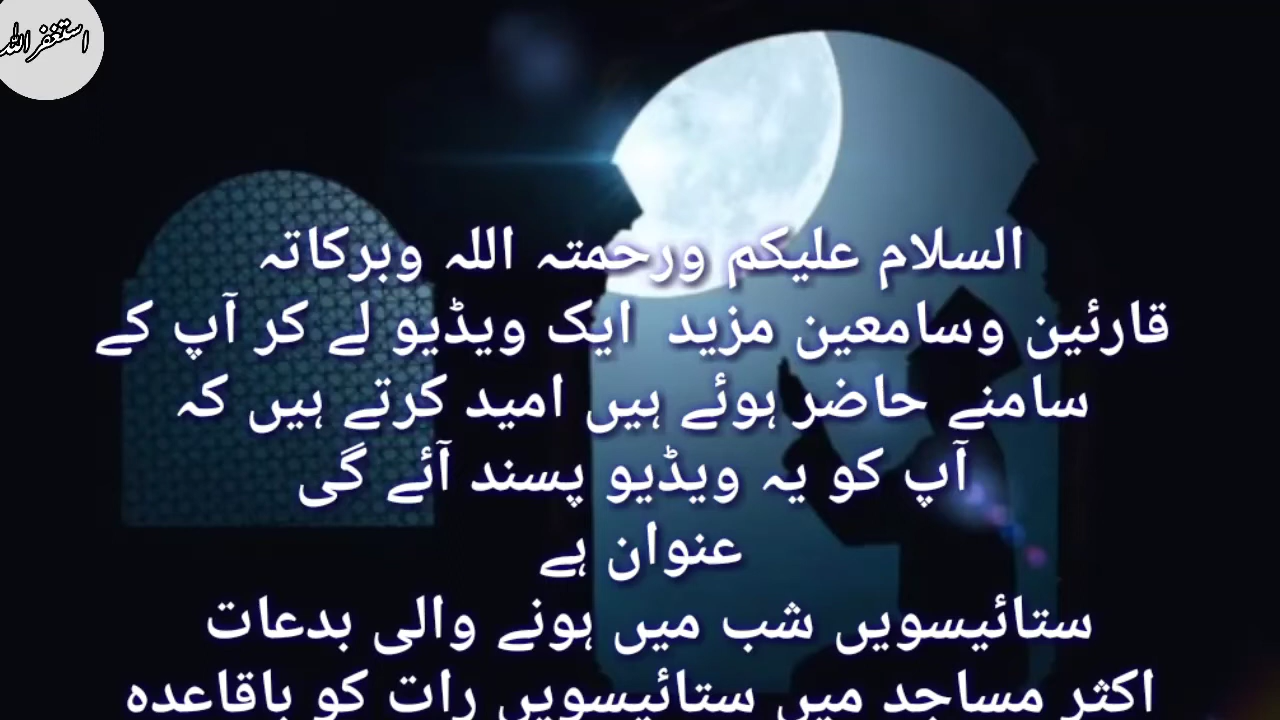 استغفر اللہ
السلام علیکم ورحمتہ اللہ وبرکاتہ
قارئین وسامعین مزید ایک ویڈیو لے کر آپ کے
سامنے حاضر ہوئے ہیں امید کرتے ہیں کہ
آپ کو یہ ویڈیو پسند آئے گی
عنوان ہے
ستائیسویں شب میں ہونے والی بدعات
اکثر مساجد میں ستائیسویں رات کو باقاعدہ